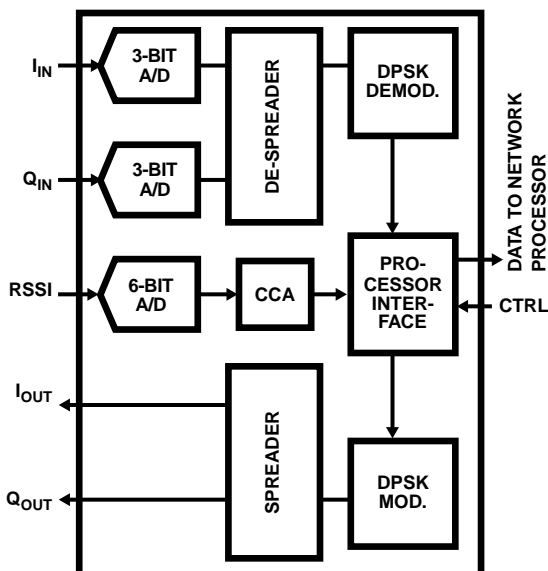 I_IN
3-BIT
A/D
DE-SPREADER
DPSK
DEMOD.
Q_IN
3-BIT
A/D
DATA TO NETWORK
PROCESSOR
RSSI
6-BIT
A/D
CCA
PRO-
CESSOR
INTER-
FACE
CTRL
I_OUT
SPREADER
Q_OUT
DPSK
MOD.